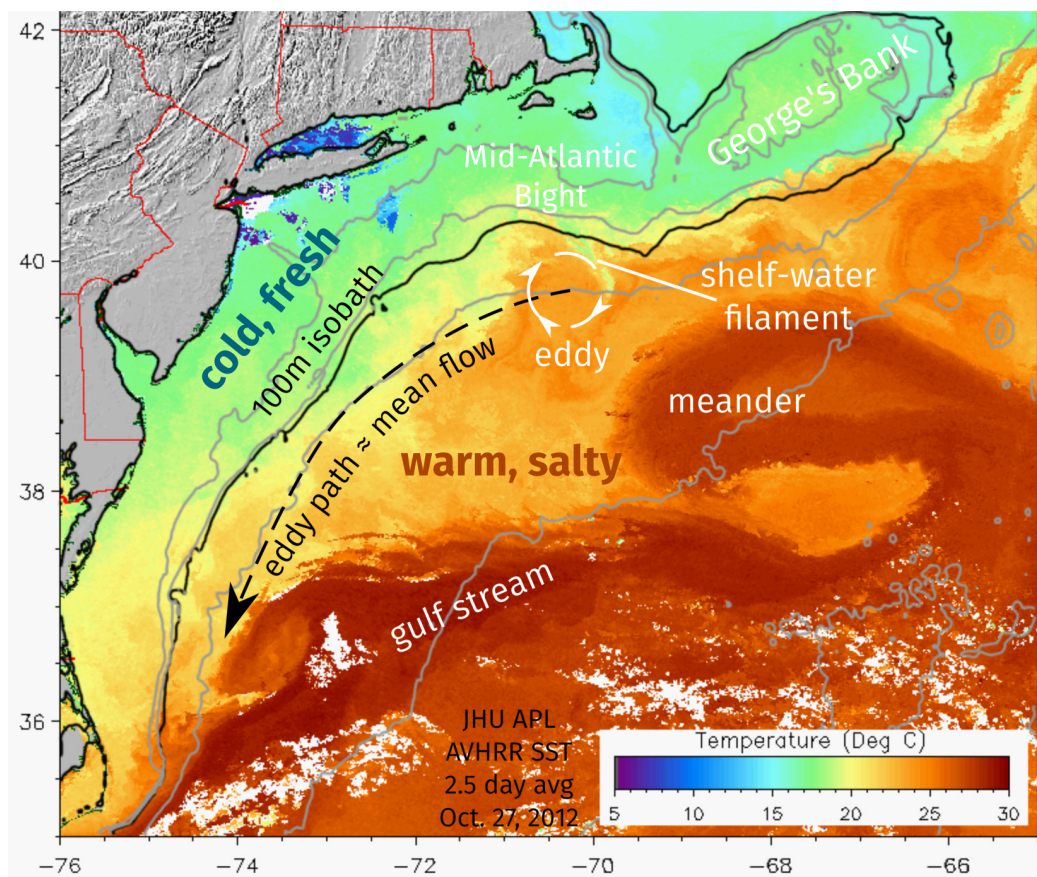 42
George's Bank
Mid-Atlantic
Bight
40
cold, fresh
shelf-water
filament
100m isobath
eddy
eddy path ≈ mean flow
meander
warm, salty
38
gulf stream
36
JHU APL
AVHRR SST
2.5 day avg
Oct. 27, 2012
Temperature (Deg C)
5 10 15 20 25 30
−76 −74 −72 −70 −68 −66